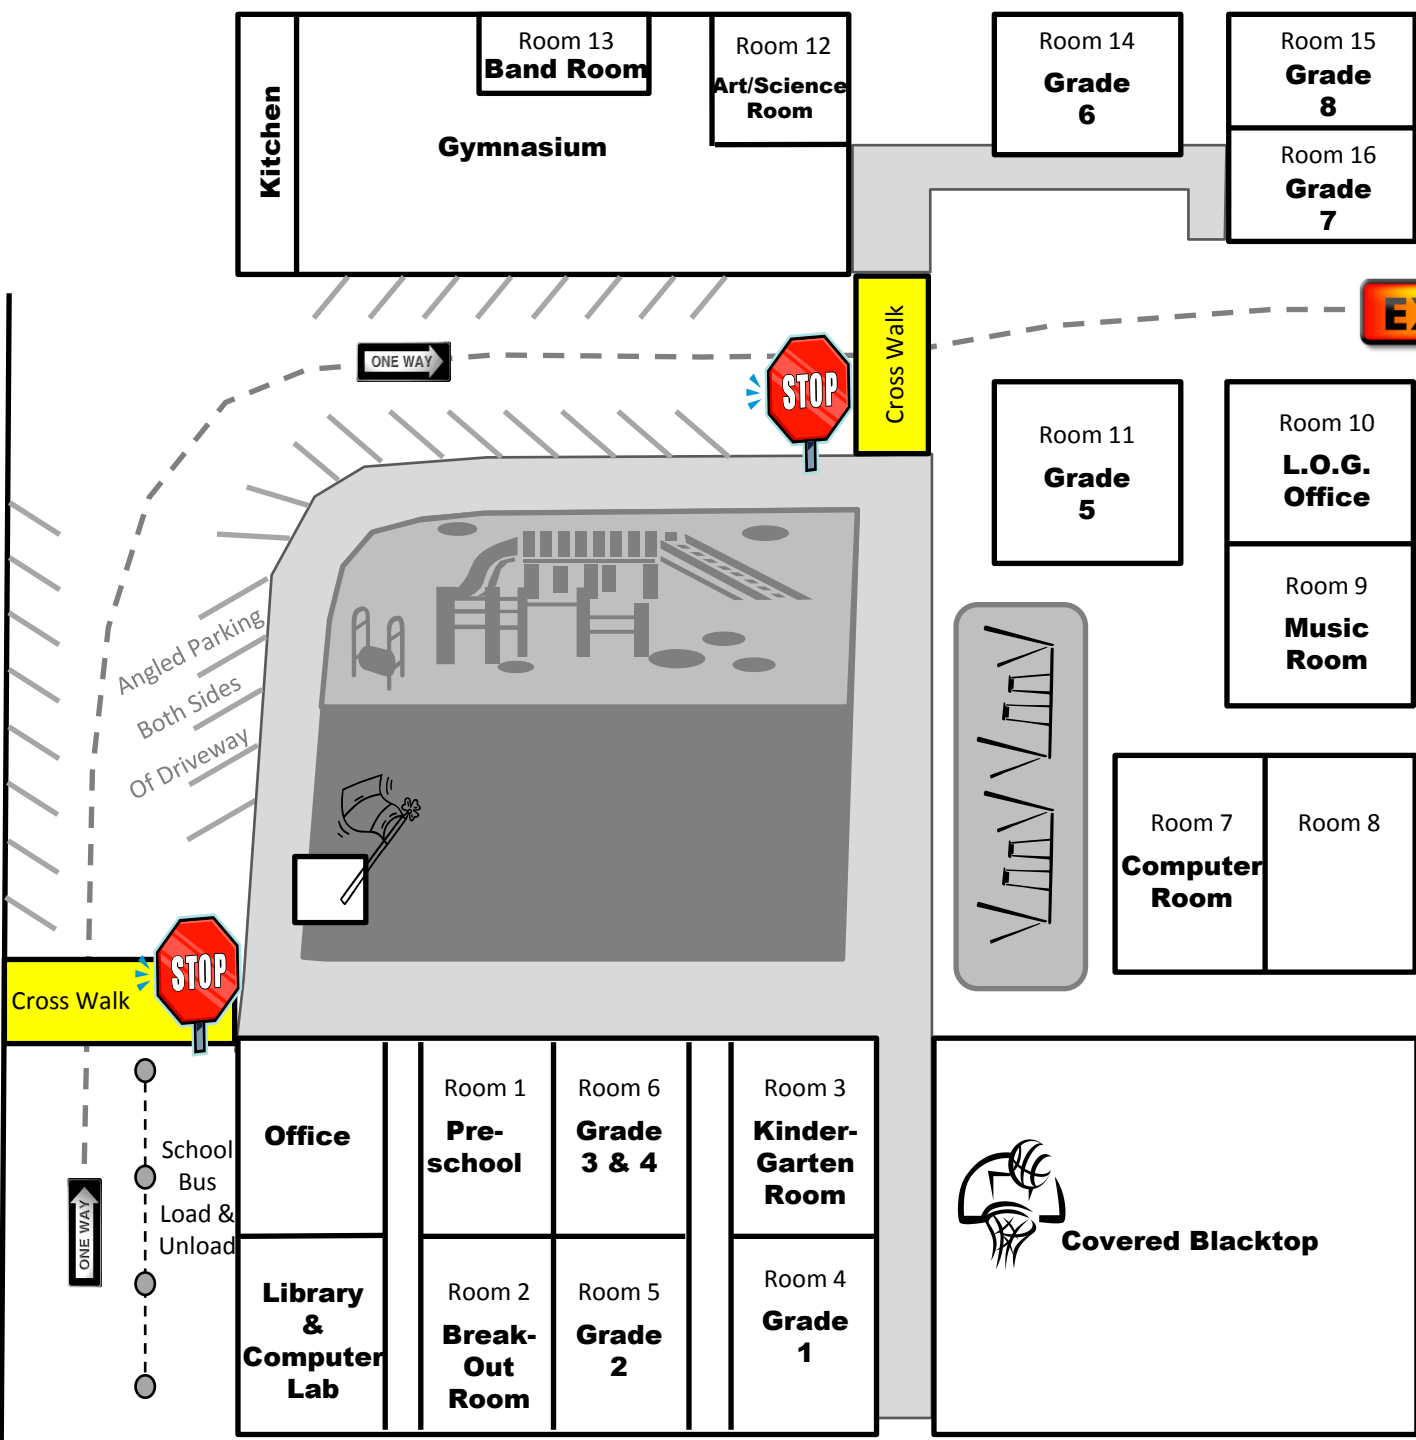 Room 13
Band Room
Room 12
Art/Science
Room
Kitchen
Gymnasium
Room 14
Grade
6
Room 15
Grade
8
Room 16
Grade
7
ONE WAY
STOP
Cross Walk
EX
Room 11
Grade
5
Room 10
L.O.G.
Office
Room 9
Music
Room
Angled Parking
Both Sides
Of Driveway
Room 7
Computer
Room
Room 8
Cross Walk
STOP
ONE WAY
School
Bus
Load &
Unload
Office
Library
&
Computer
Lab
Room 1
Pre-
school
Room 6
Grade
3 & 4
Room 3
Kinder-
Garten
Room
Room 2
Break-
Out
Room
Room 5
Grade
2
Room 4
Grade
1
Covered Blacktop